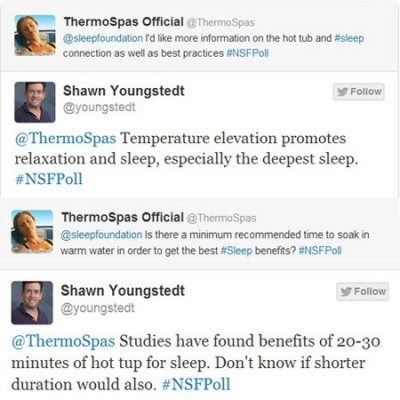 ThermoSpas Official @ThermoSpas
@sleepfoundation I'd like more information on the hot tub and #sleep
connection as well as best practices #NSFPoll
Shawn Youngstedt
@youngstedt
Follow
@ThermoSpas Temperature elevation promotes
relaxation and sleep, especially the deepest sleep.
#NSFPoll
ThermoSpas Official @ThermoSpas
@sleepfoundation Is there a minimum recommended time to soak in
warm water in order to get the best #Sleep benefits? #NSFPoll
Shawn Youngstedt
@youngstedt
Follow
@ThermoSpas Studies have found benefits of 20-30
minutes of hot tup for sleep. Don't know if shorter
duration would also. #NSFPoll